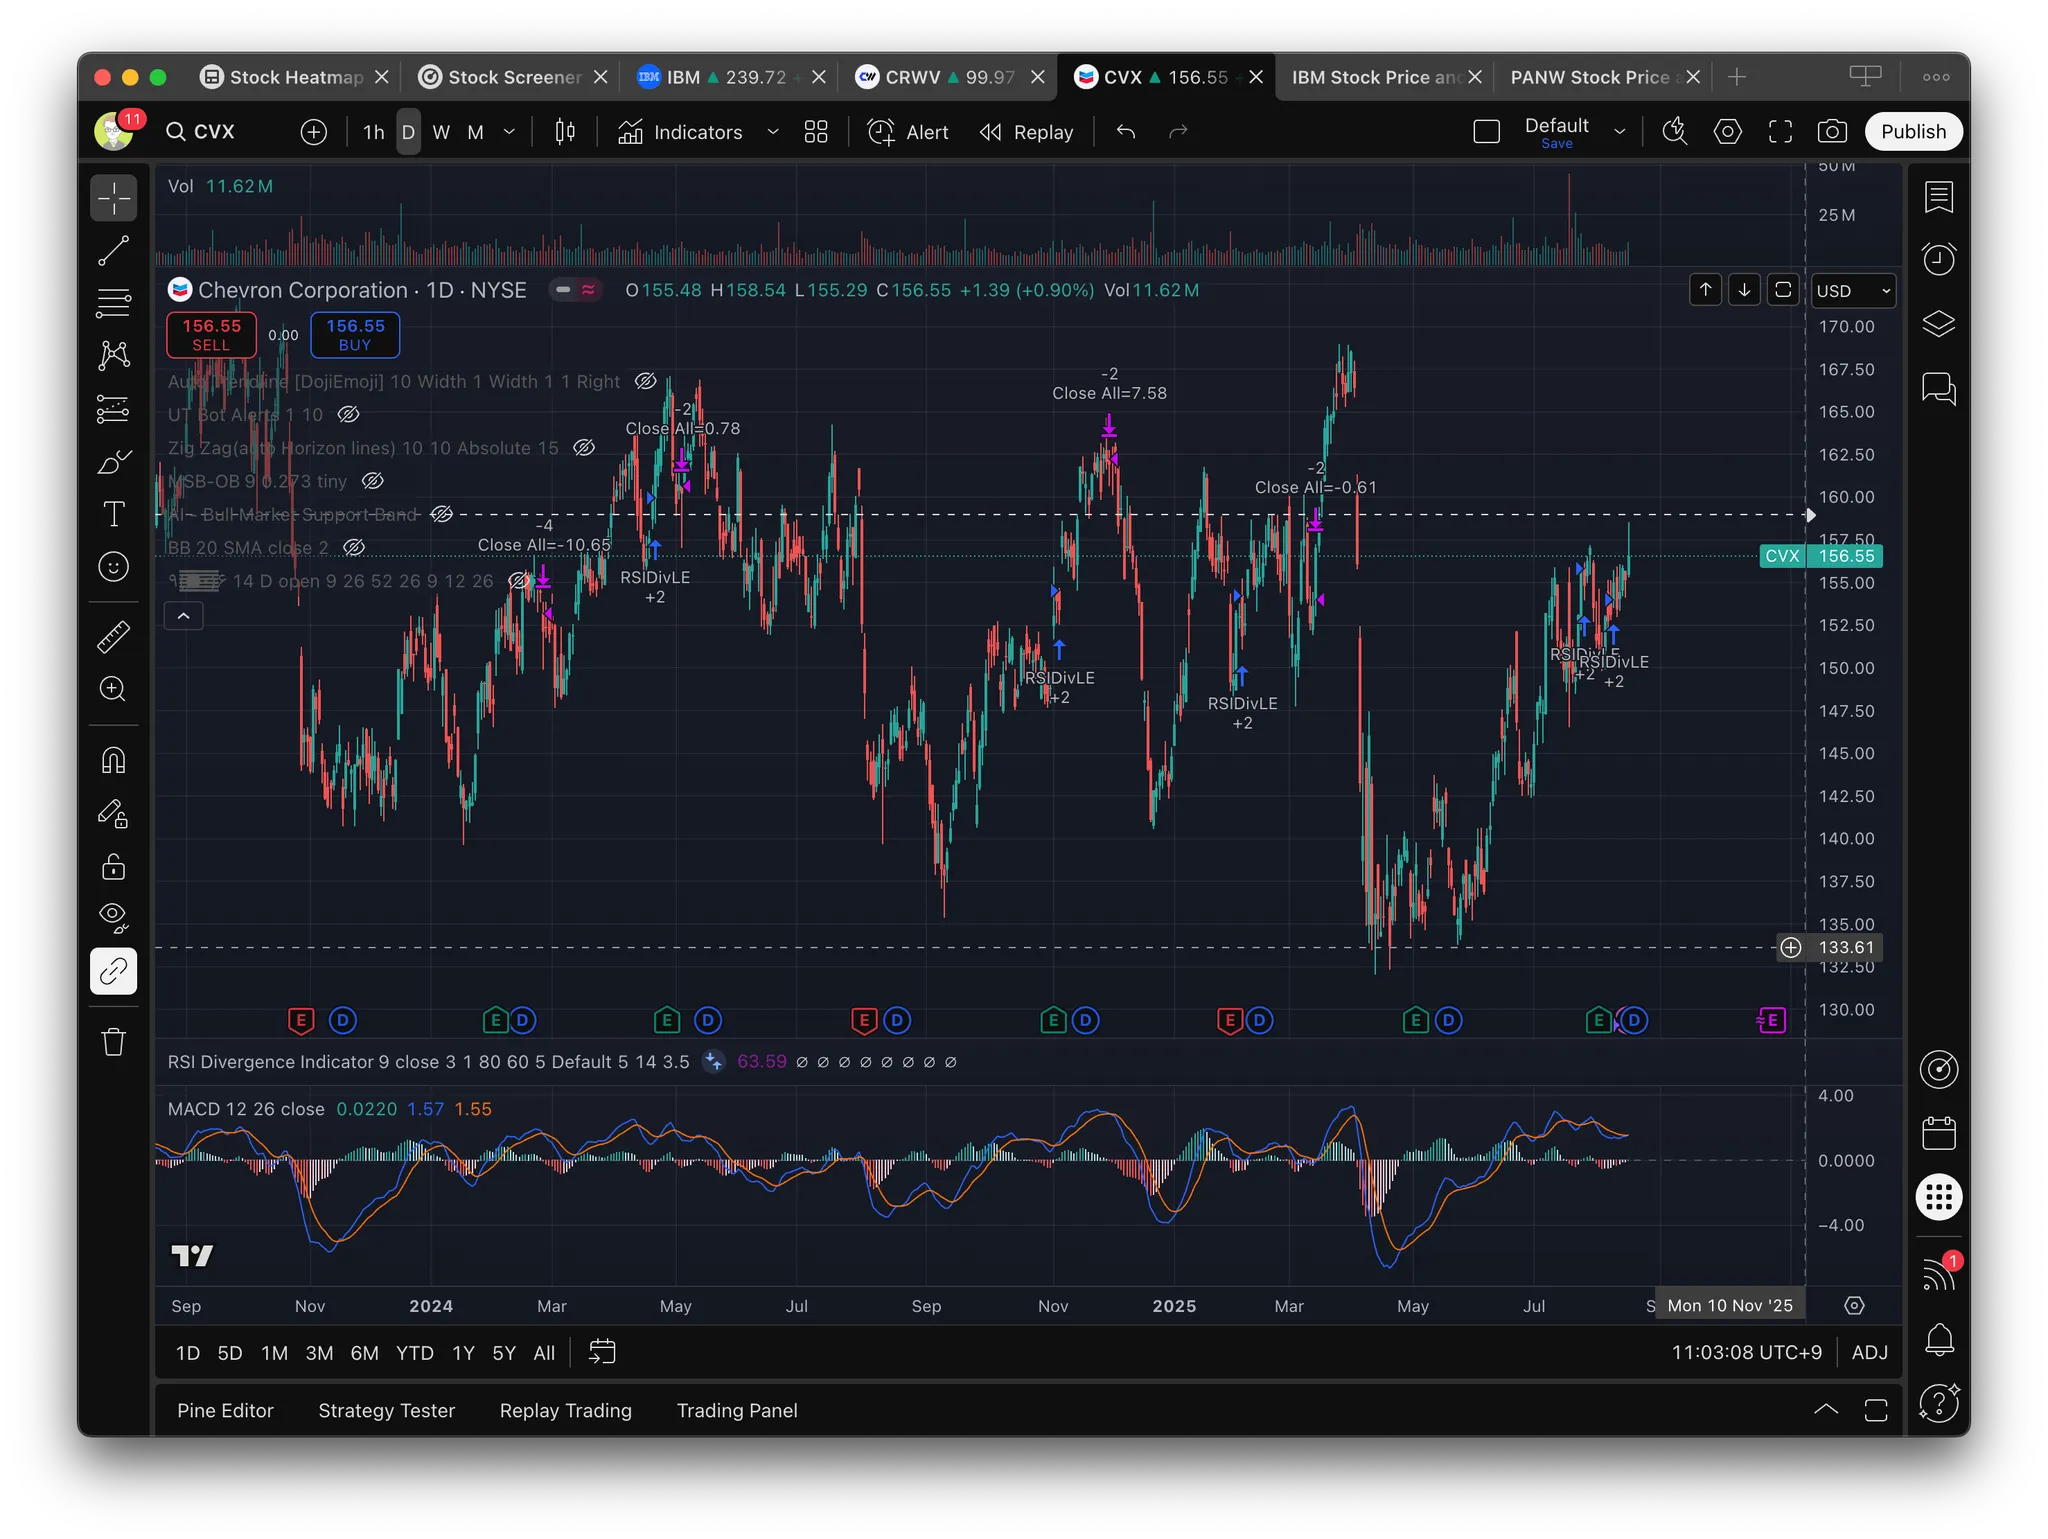 Stock Heatmap
Stock Screener
IBM 239.72
CRWV 99.97
CVX 156.55
IBM Stock Price and
PANW Stock Price
11
CVX
1h D W M
Indicators
Alert
Replay
Default
Save
Publish
Vol 11.62M
50 M
25 M
Chevron Corporation · 1D · NYSE
O155.48 H158.54 L155.29 C156.55 +1.39 (+0.90%) Vol11.62M
USD
156.55
SELL
0.00
156.55
BUY
Auto Trendline [DojiEmoji] 10 Width 1 Width 1 1 Right
UT Bot Alerts 1 10
Zig Zag(auto Horizon lines) 10 10 Absolute 15
MSB-OB 9 0.273 tiny
AI - Bull Market Support Band
BB 20 SMA close 2
14 D open 9 26 52 26 9 12 26
-4
Close All=-10.65
-2
Close All=0.78
RSIDivLE
+2
-2
Close All=7.58
RSIDivLE
+2
-2
Close All=-0.61
RSIDivLE
+2
RSIDivLE
+2
RSIDivLE
+2
170.00
167.50
165.00
162.50
160.00
157.50
CVX 156.55
155.00
152.50
150.00
147.50
145.00
142.50
140.00
137.50
135.00
133.61
132.50
130.00
E D E D E D E D E D E D E D E D E
RSI Divergence Indicator 9 close 3 1 80 60 5 Default 5 14 3.5 63.59 ∅ ∅ ∅ ∅ ∅ ∅ ∅ ∅
MACD 12 26 close 0.0220 1.57 1.55
4.00
0.0000
−4.00
Sep Nov 2024 Mar May Jul Sep Nov 2025 Mar May Jul S Mon 10 Nov '25
1D 5D 1M 3M 6M YTD 1Y 5Y All
11:03:08 UTC+9 ADJ
1
Pine Editor
Strategy Tester
Replay Trading
Trading Panel